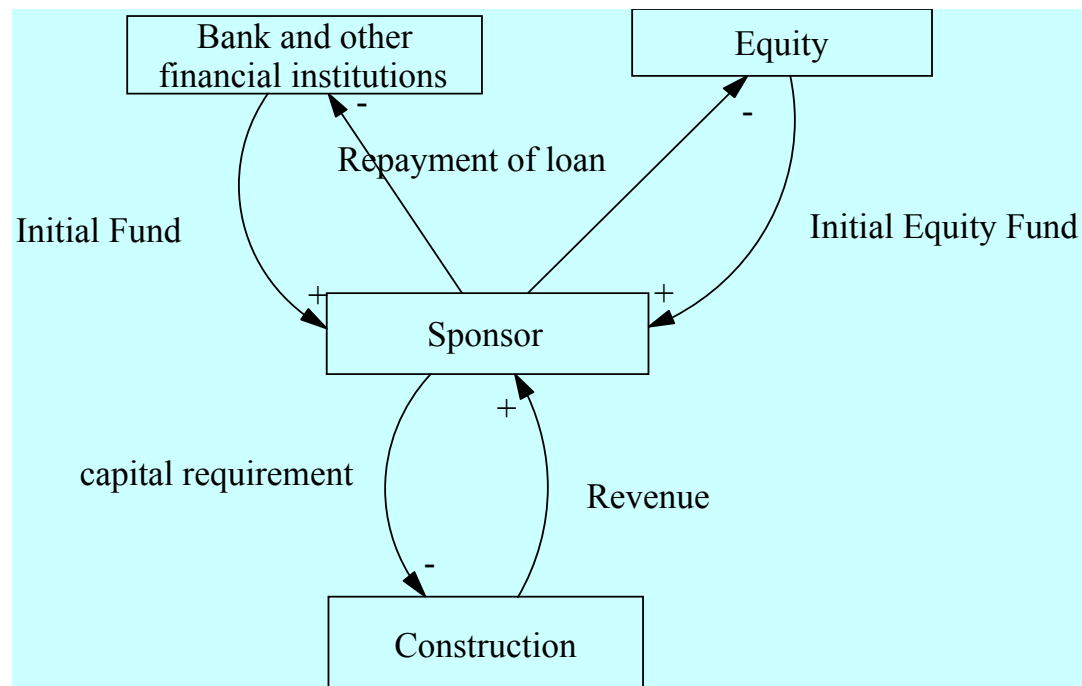 Bank and other
financial institutions
Equity
-
-
Repayment of loan
Initial Fund
Initial Equity Fund
+
+
Sponsor
+
capital requirement
Revenue
-
Construction